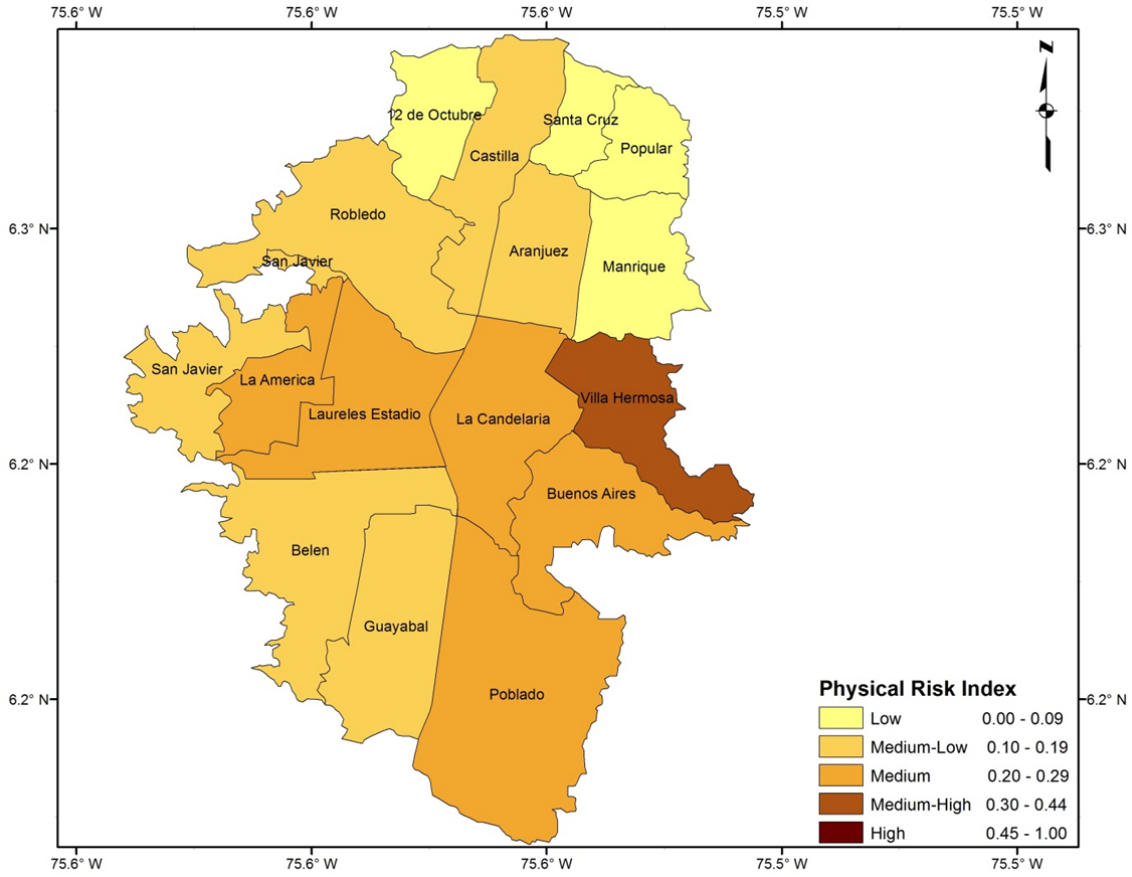 75.6° W 75.6° W 75.6° W 75.5° W 75.5° W
N
12 de Octubre
Santa Cruz
Castilla
Popular
Robledo
6.3° N 6.3° N
Aranjuez
San Javier
Manrique
San Javier
La America
Villa Hermosa
Laureles Estadio
La Candelaria
6.2° N 6.2° N
Buenos Aires
Belen
Guayabal
Poblado
6.2° N 6.2° N
Physical Risk Index
Low 0.00 - 0.09
Medium-Low 0.10 - 0.19
Medium 0.20 - 0.29
Medium-High 0.30 - 0.44
High 0.45 - 1.00
75.6° W 75.6° W 75.6° W 75.5° W 75.5° W